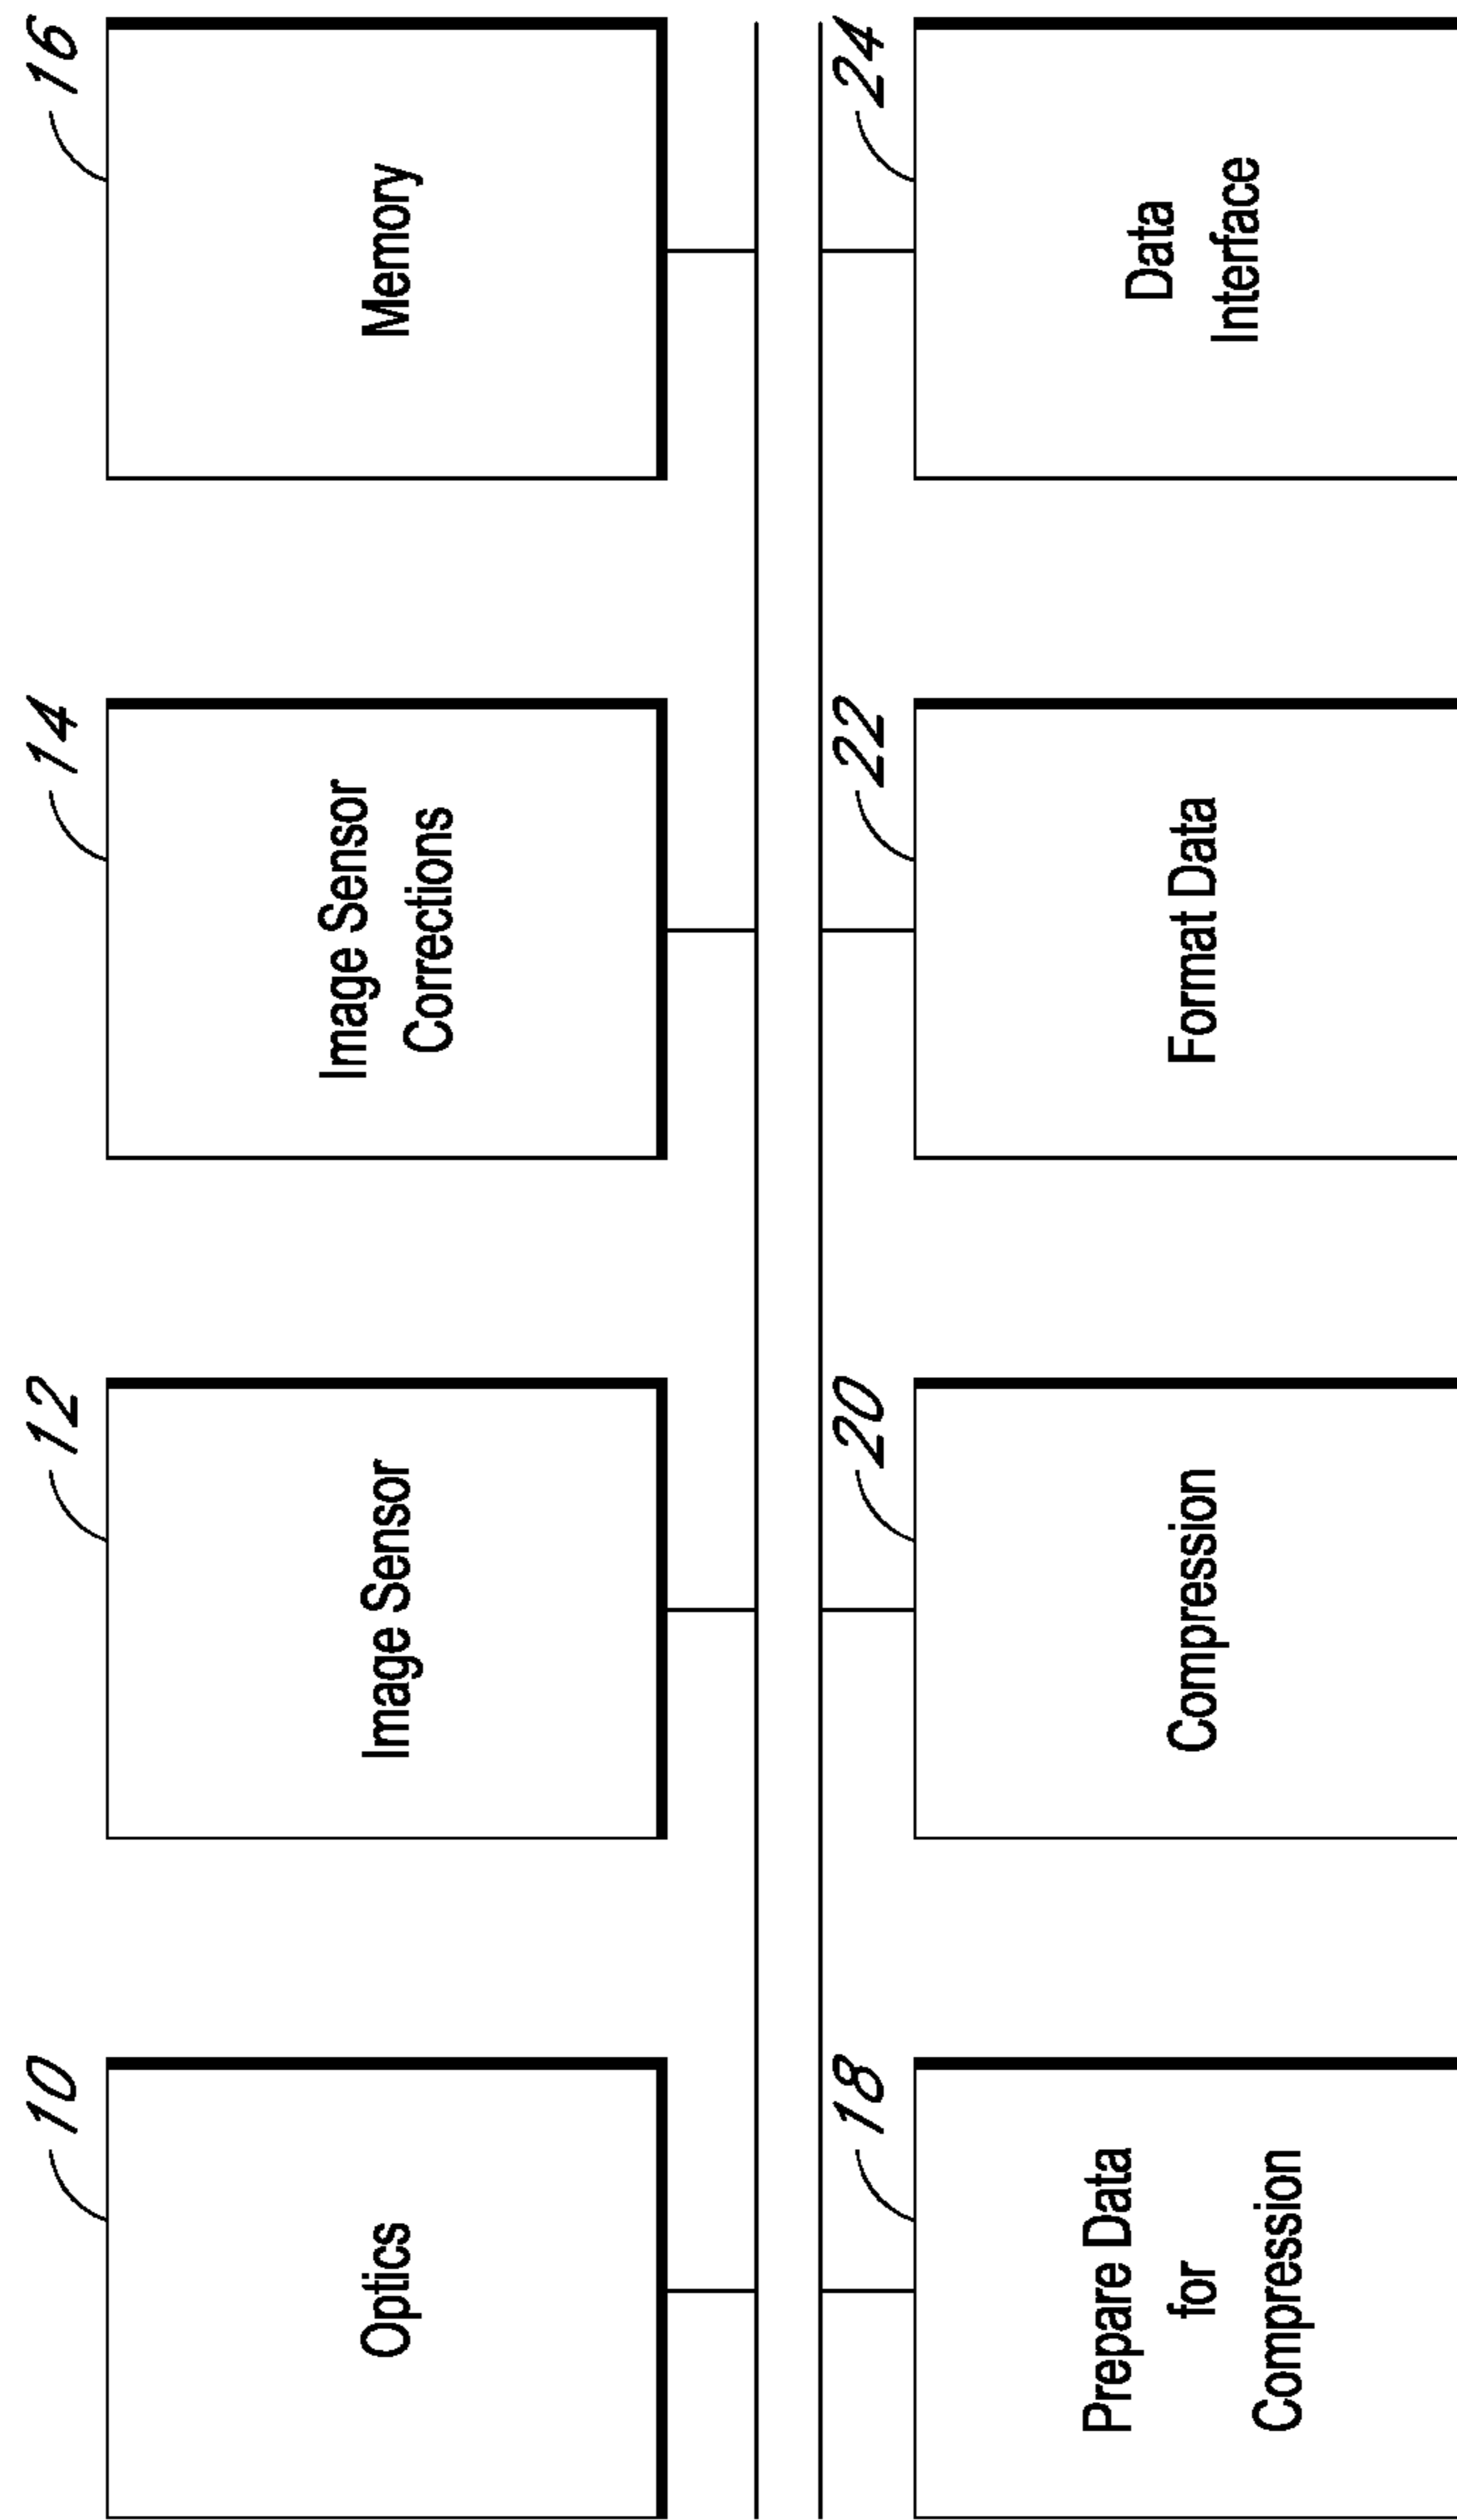 10
Optics
12
Image Sensor
14
Image Sensor
Corrections
16
Memory
18
Prepare Data
for
Compression
20
Compression
22
Format Data
24
Data
Interface